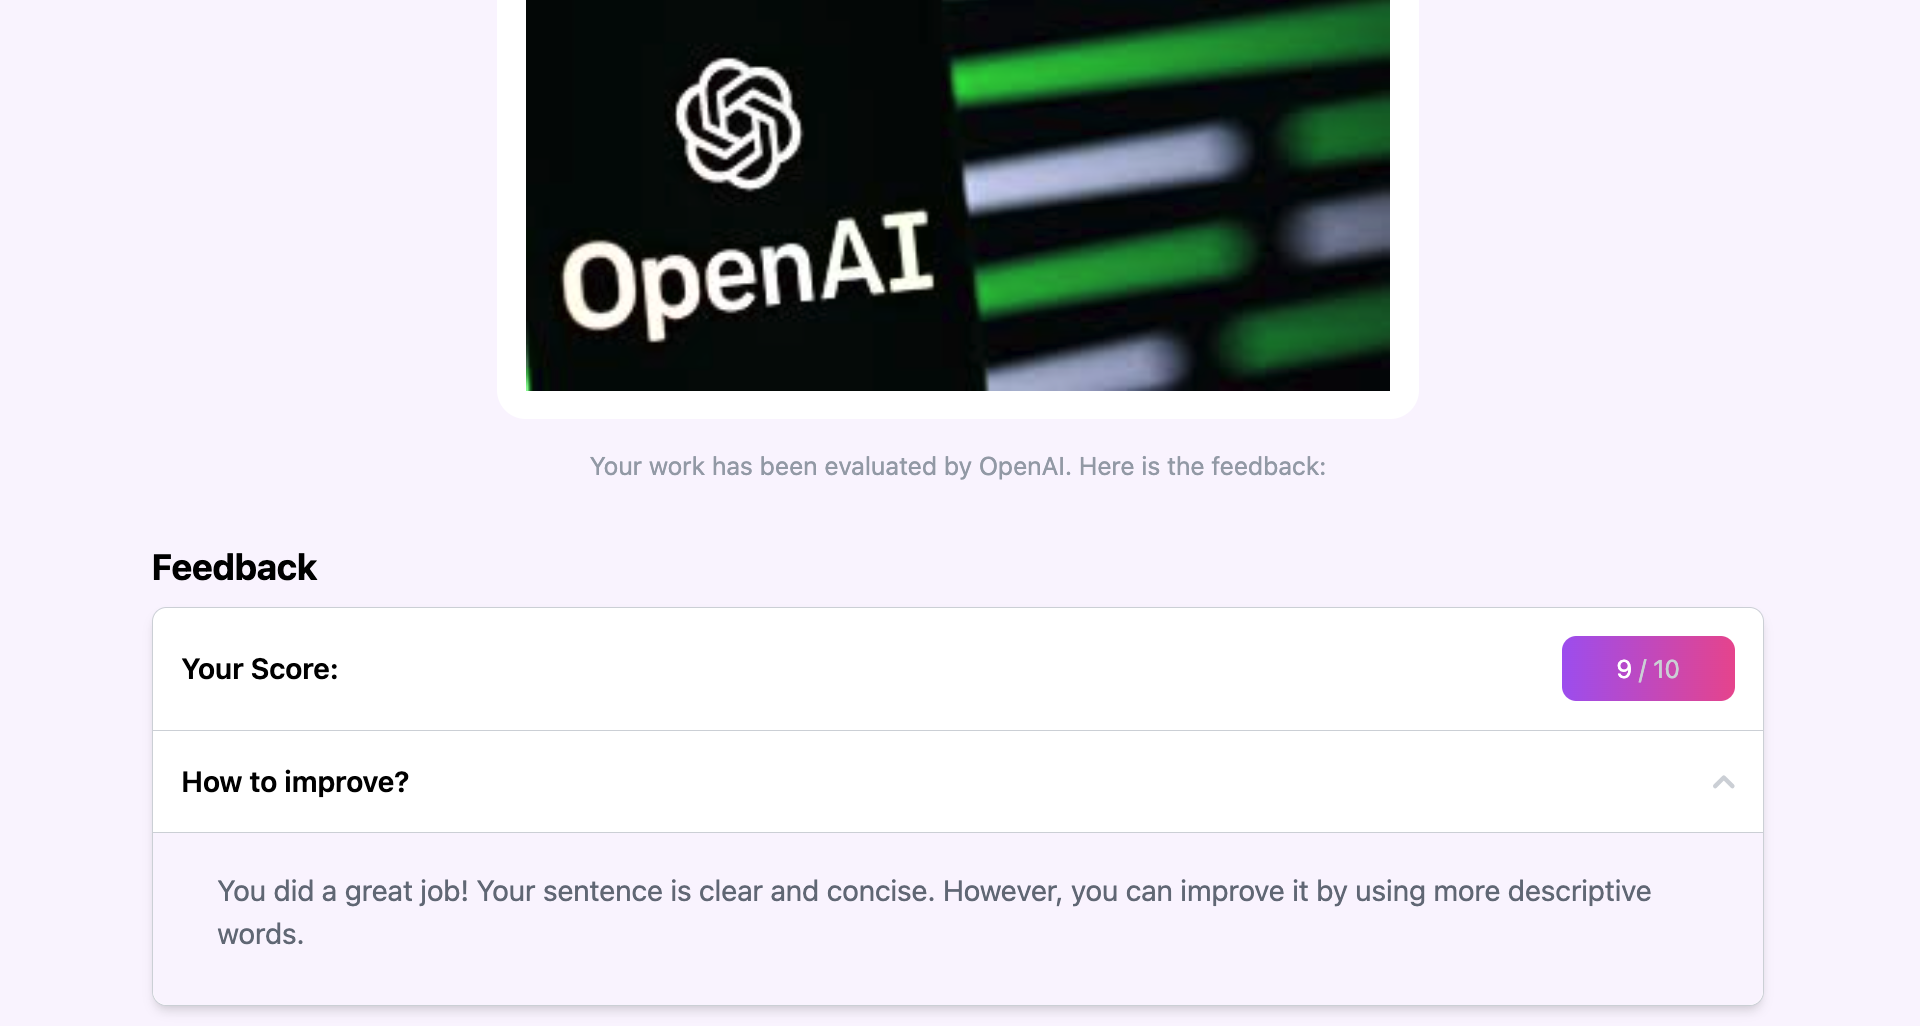 OpenAI
Your work has been evaluated by OpenAI. Here is the feedback:
Feedback
Your Score:
9 / 10
How to improve?
You did a great job! Your sentence is clear and concise. However, you can improve it by using more descriptive
words.